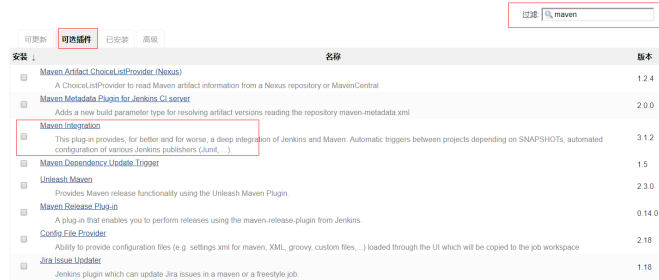 过滤: maven
可更新 可选插件 已安装 高级
安装 ↓ 名称 版本
Maven Artifact ChoiceListProvider (Nexus)
A ChoiceListProvider to read Maven artifact information from a Nexus repository or MavenCentral
1.2.4
Maven Metadata Plugin for Jenkins CI server
Adds a new build parameter type for resolving artifact versions reading the repository maven-metadata xml
2.0.0
Maven Integration
This plug-in provides, for better and for worse, a deep integration of Jenkins and Maven: Automatic triggers between projects depending on SNAPSHOTs, automated
configuration of various Jenkins publishers (Junit, ...).
3.1.2
Maven Dependency Update Trigger
1.5
Unleash Maven
Provides Maven release functionality using the Unleash Maven Plugin.
2.3.0
Maven Release Plug-in
A plug-in that enables you to perform releases using the maven-release-plugin from Jenkins.
0.14.0
Config File Provider
Ability to provide configuration files (e.g. settings.xml for maven, XML, groovy, custom files,...) loaded through the UI which will be copied to the job workspace
2.18
Jira Issue Updater
Jenkins plugin which can update Jira issues in a maven or a freestyle job.
1.18